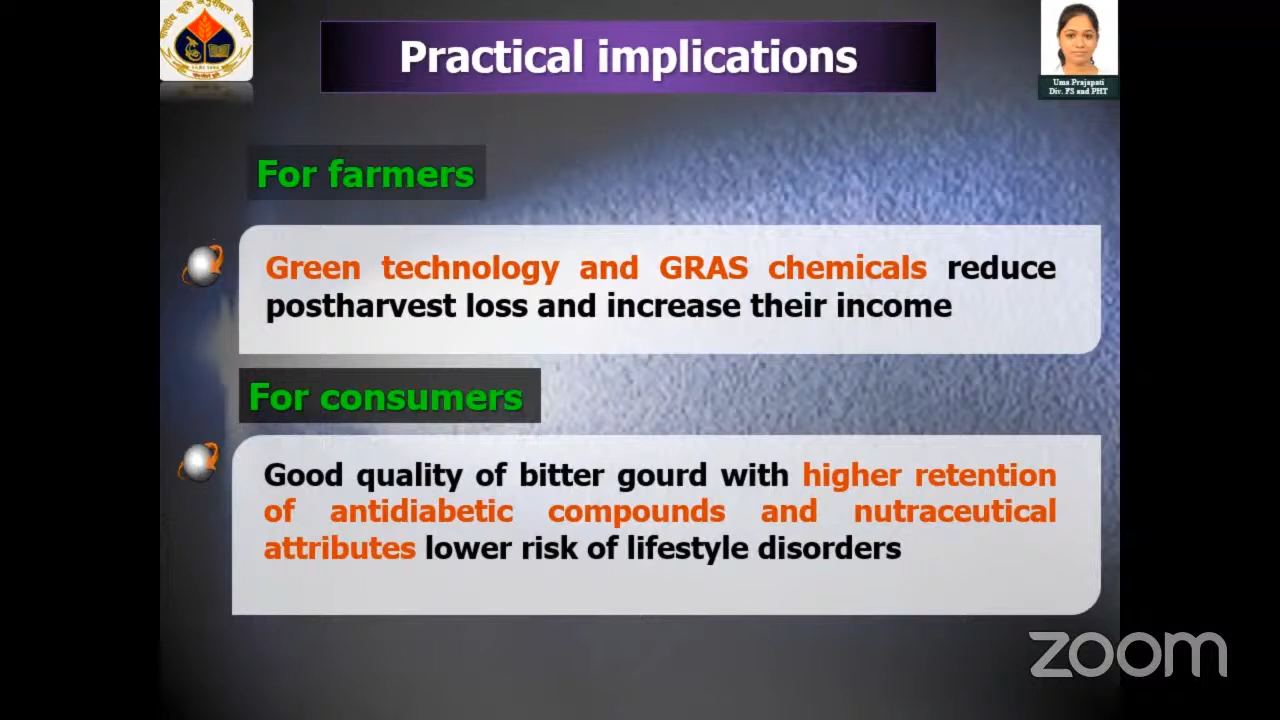 Practical implications
Uma Prajapati
Div. FS and PHT
For farmers
Green technology and GRAS chemicals reduce
postharvest loss and increase their income
For consumers
Good quality of bitter gourd with higher retention
of antidiabetic compounds and nutraceutical
attributes lower risk of lifestyle disorders
zoom